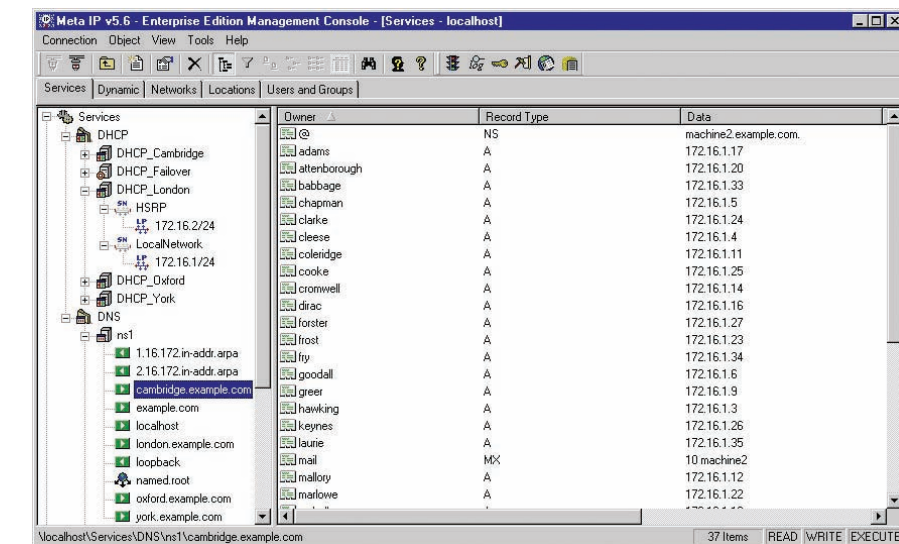 Meta IP v5.6 - Enterprise Edition Management Console - [Services - localhost]
Connection Object View Tools Help
Services Dynamic Networks Locations Users and Groups
Services
DHCP
DHCP_Cambridge
DHCP_Failover
DHCP_London
HSRP
172.16.2/24
LocalNetwork
172.16.1/24
DHCP_Oxford
DHCP_York
DNS
ns1
1.16.172.in-addr.arpa
2.16.172.in-addr.arpa
cambridge.example.com
example.com
localhost
london.example.com
loopback
named.root
oxford.example.com
york.example.com
Owner Record Type Data
@ NS machine2.example.com.
adams A 172.16.1.17
attenborough A 172.16.1.20
babbage A 172.16.1.33
chapman A 172.16.1.5
clarke A 172.16.1.24
cleese A 172.16.1.4
coleridge A 172.16.1.11
cooke A 172.16.1.25
cromwell A 172.16.1.14
dirac A 172.16.1.16
forster A 172.16.1.27
frost A 172.16.1.23
fry A 172.16.1.34
goodall A 172.16.1.6
greer A 172.16.1.9
hawking A 172.16.1.3
keynes A 172.16.1.26
laurie A 172.16.1.35
mail MX 10 machine2
mallory A 172.16.1.12
marlowe A 172.16.1.22
\localhost\Services\DNS\ns1\cambridge.example.com 37 Items READ WRITE EXECUTE